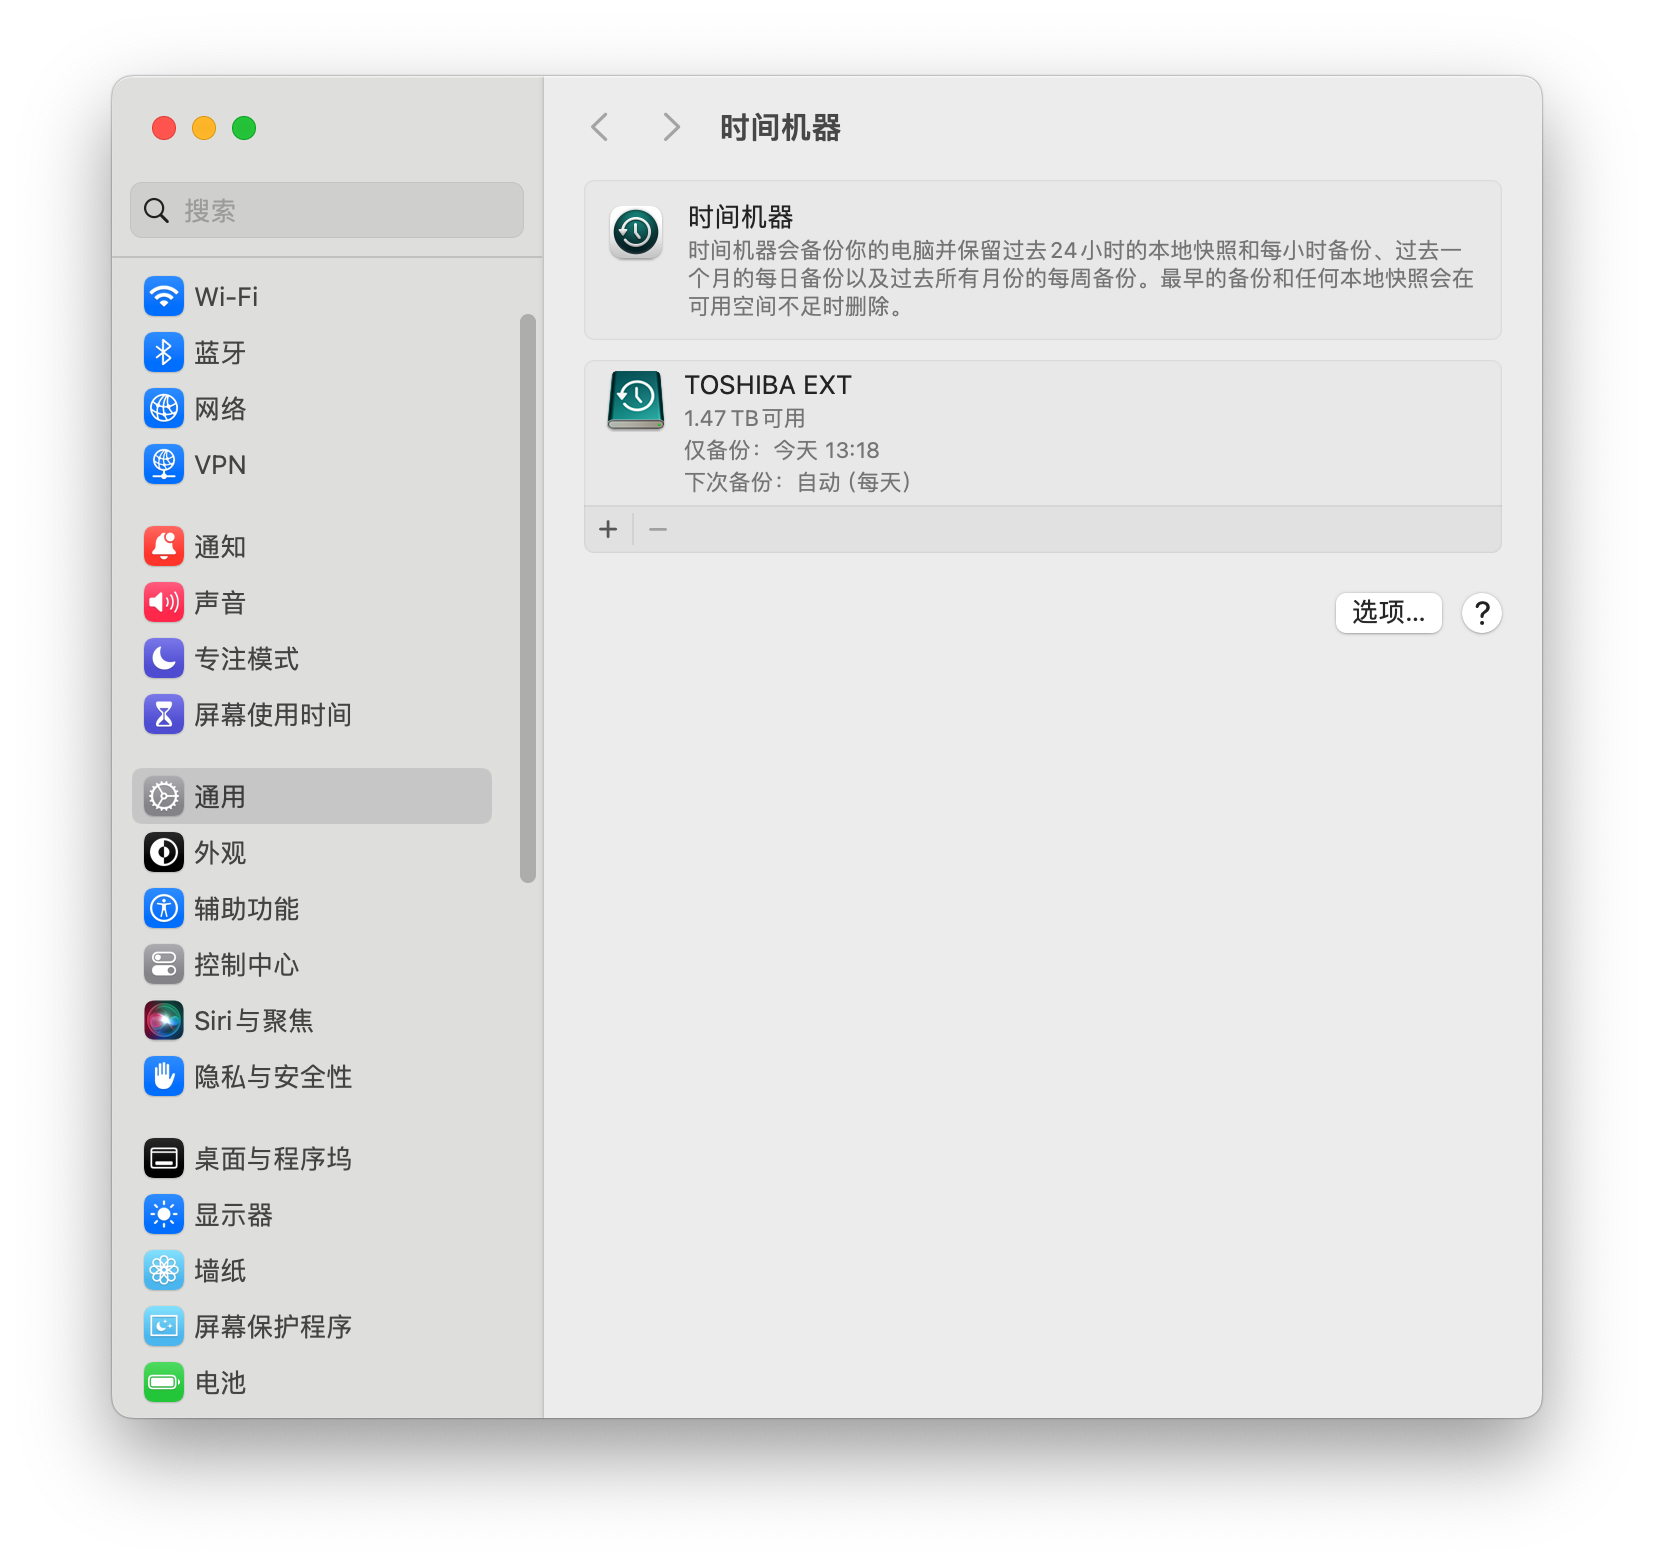 搜索
Wi-Fi
蓝牙
网络
VPN
通知
声音
专注模式
屏幕使用时间
通用
外观
辅助功能
控制中心
Siri与聚焦
隐私与安全性
桌面与程序坞
显示器
墙纸
屏幕保护程序
电池
时间机器
时间机器
时间机器会备份你的电脑并保留过去24小时的本地快照和每小时备份、过去一
个月的每日备份以及过去所有月份的每周备份。最早的备份和任何本地快照会在
可用空间不足时删除。
TOSHIBA EXT
1.47 TB可用
仅备份：今天 13:18
下次备份：自动（每天）
选项...
?